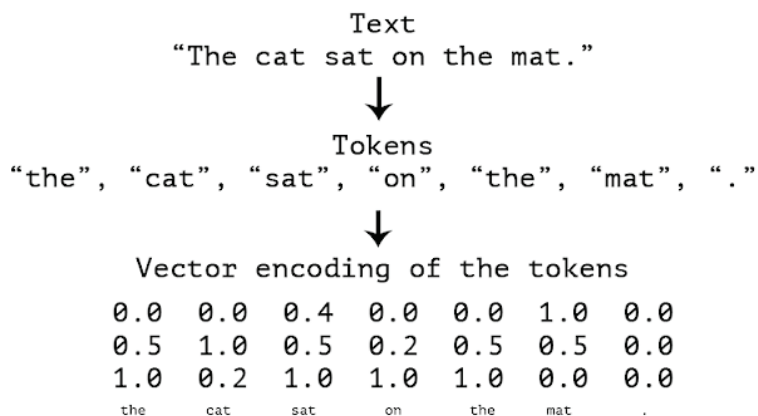 Text
“The cat sat on the mat.”
Tokens
“the”, “cat”, “sat”, “on”, “the”, “mat”, “.”
Vector encoding of the tokens
0.0 0.0 0.4 0.0 0.0 1.0 0.0
0.5 1.0 0.5 0.2 0.5 0.5 0.0
1.0 0.2 1.0 1.0 1.0 0.0 0.0
the cat sat on the mat .